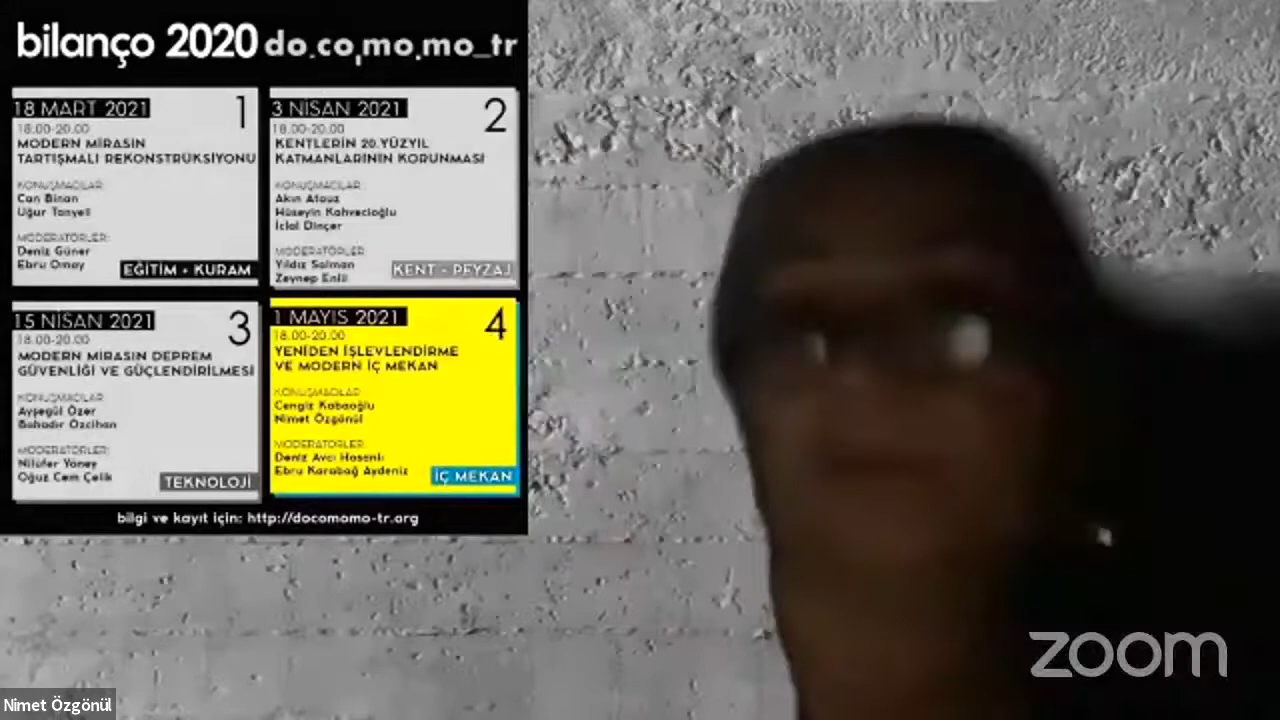 bilanço 2020 do.co,mo.mo_tr
18 MART 2021 1
18.00-20.00
MODERN MİRASIN
TARTIŞMALI REKONSTRÜKSİYONU
KONUŞMACILAR:
Can Binan
Uğur Tanyeli
MODERATÖRLER:
Deniz Güner
Ebru Omay
EĞİTİM • KURAM
3 NİSAN 2021 2
18.00-20.00
KENTLERİN 20.YÜZYIL
KATMANLARININ KORUNMASI
KONUŞMACILAR:
Akın Atauz
Hüseyin Kahvecioğlu
İclal Dinçer
MODERATÖRLER
Yıldız Salman
Zeynep Enlil
KENT - PEYZAJ
15 NİSAN 2021 3
18.00-20.00
MODERN MİRASIN DEPREM
GÜVENLİĞİ VE GÜÇLENDİRİLMESİ
KONUŞMACILAR:
Ayşegül Özer
Bahadır Özcihan
MODERATÖRLER:
Nilüfer Yöney
Oğuz Cem Çelik
TEKNOLOJİ
1 MAYIS 2021 4
18.00-20.00
YENİDEN İŞLEVLENDİRME
VE MODERN İÇ MEKAN
KONUŞMACILAR
Cengiz Kabaoğlu
Nimet Özgönül
MODERATÖRLER:
Deniz Avcı Hosanlı
Ebru Karabağ Aydeniz
İÇ MEKAN
bilgi ve kayıt için: http://docomomo-tr.org
zoom
Nimet Özgönül